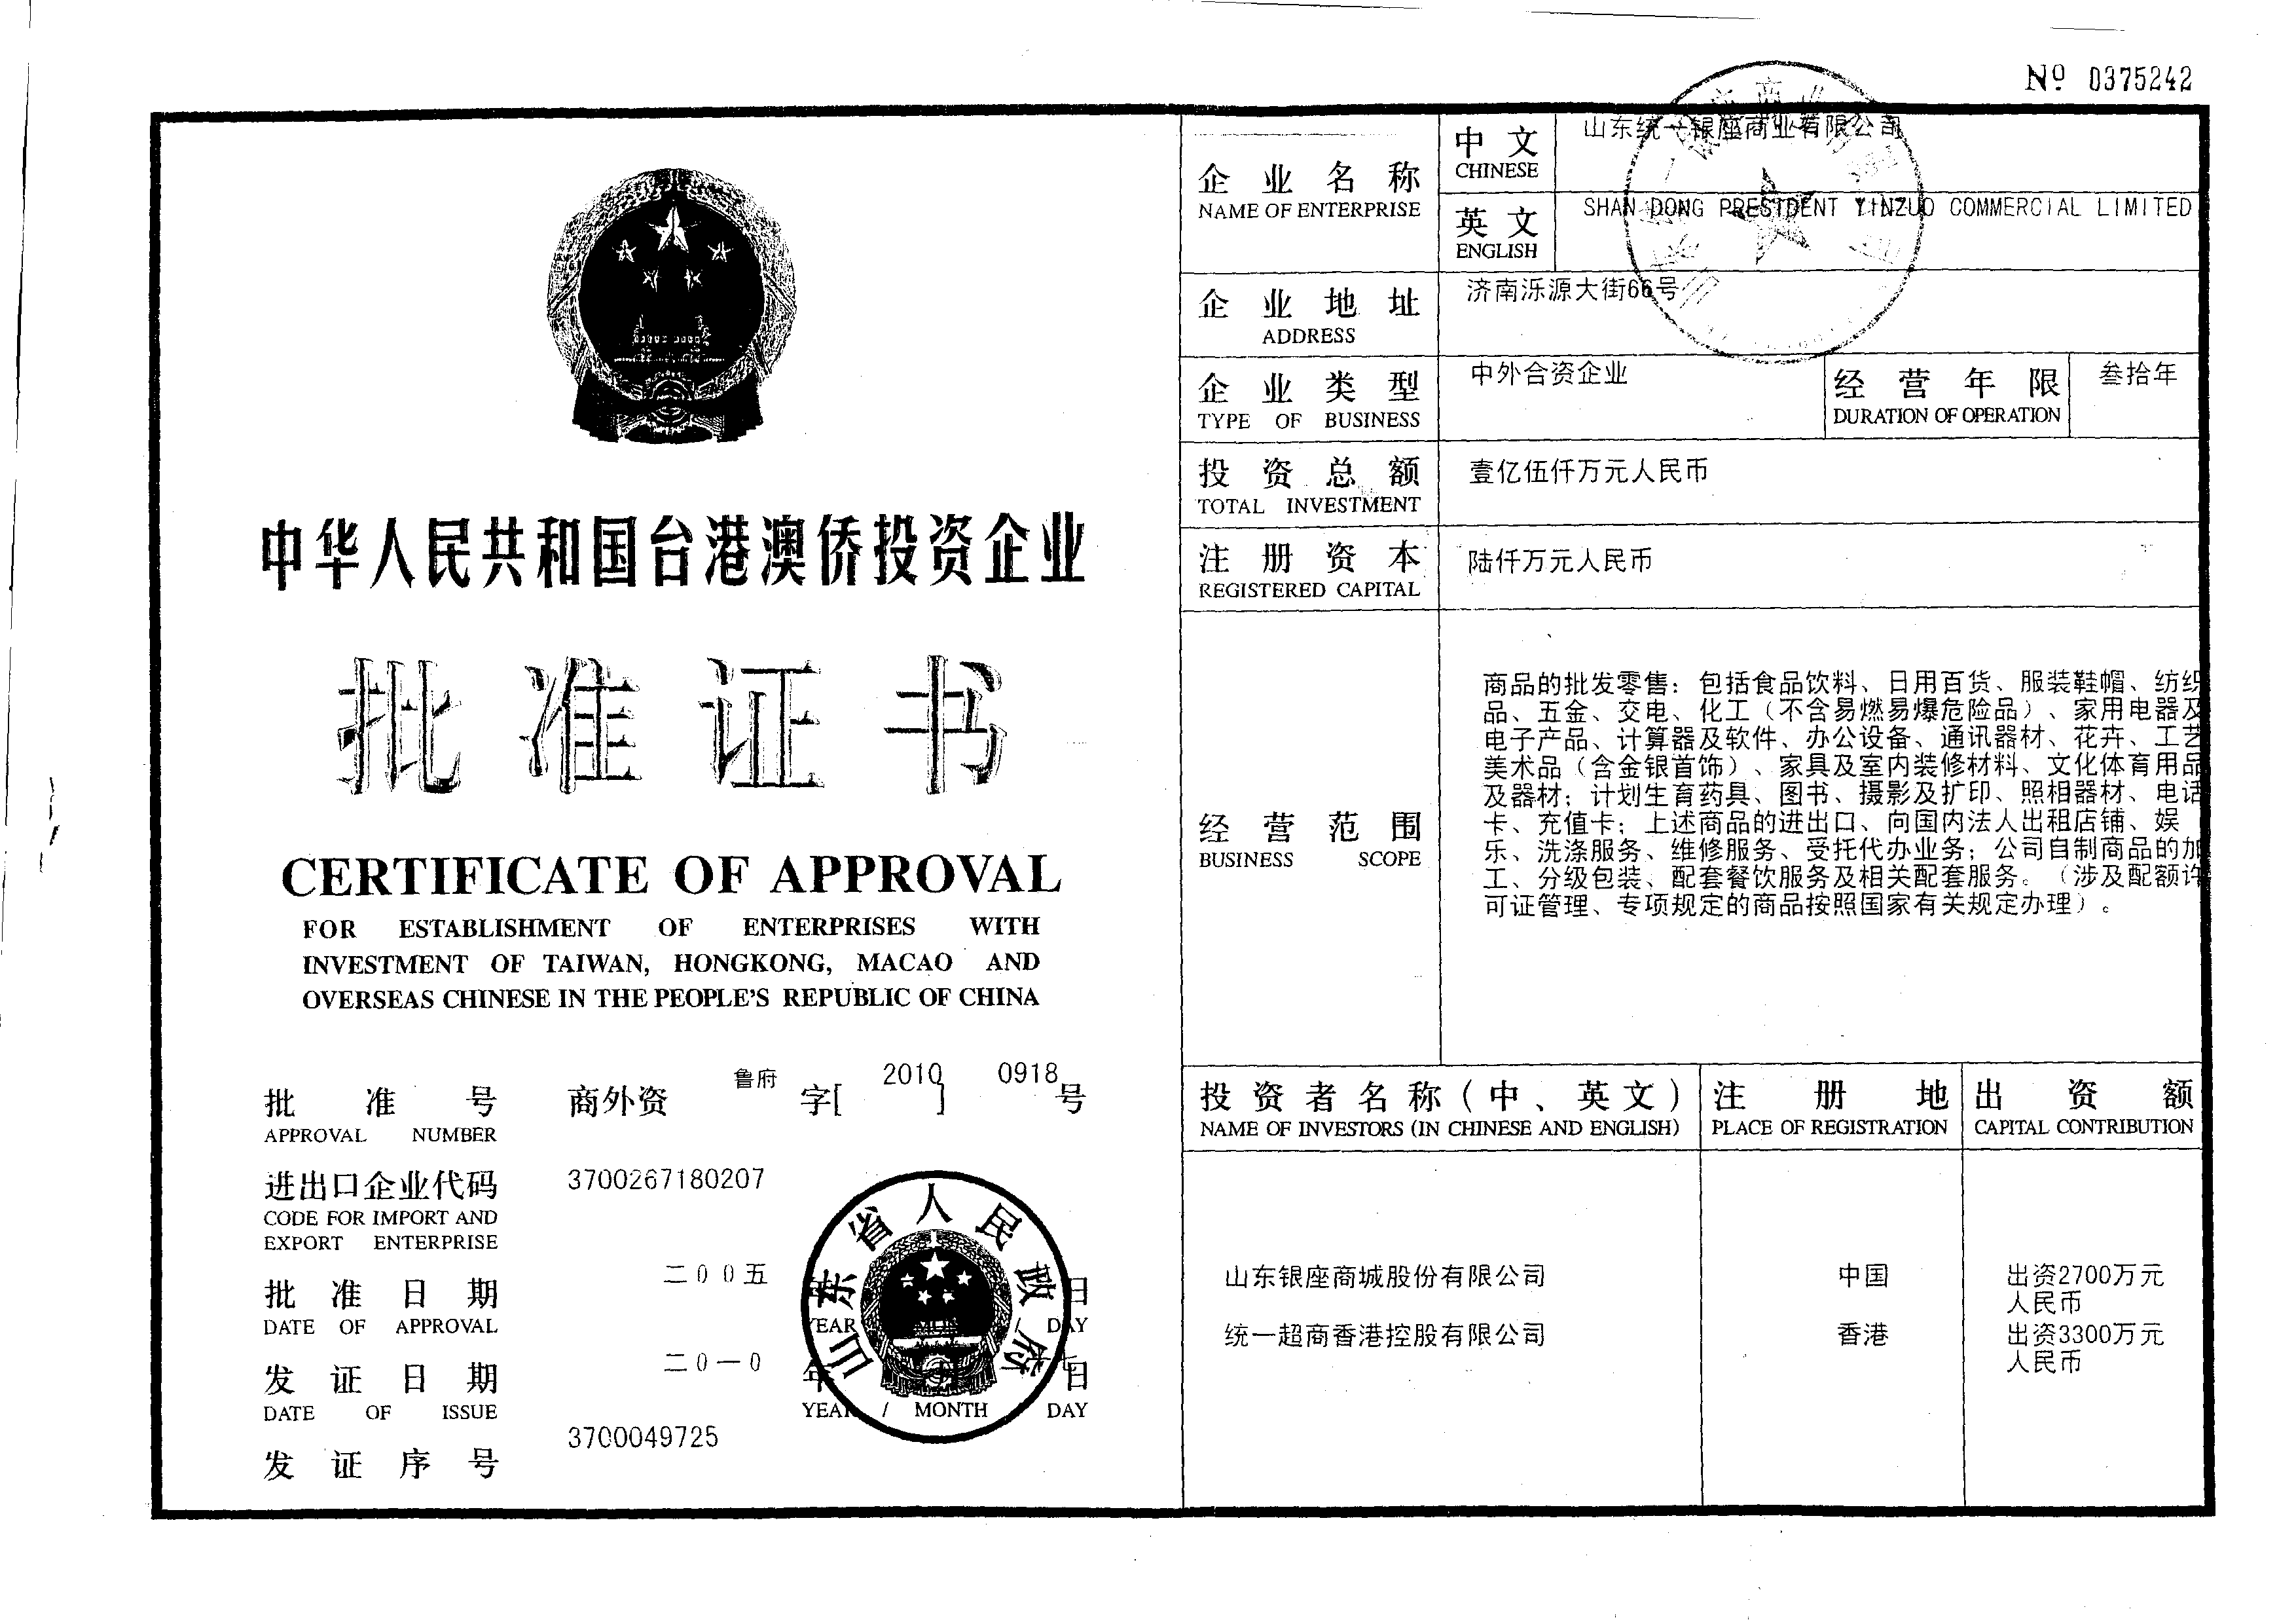 Nº 0375242
中华人民共和国台港澳侨投资企业
批准证书
CERTIFICATE OF APPROVAL
FOR ESTABLISHMENT OF ENTERPRISES WITH
INVESTMENT OF TAIWAN, HONGKONG, MACAO AND
OVERSEAS CHINESE IN THE PEOPLE'S REPUBLIC OF CHINA
批准号 商外资 鲁府 字[ 2010 ] 0918 号
APPROVAL NUMBER
进出口企业代码 3700267180207
CODE FOR IMPORT AND
EXPORT ENTERPRISE
批准日期 二00五 日
DATE OF APPROVAL YEAR DAY
发证日期 二0一0 年 日
DATE OF ISSUE YEAR / MONTH DAY
发证序号 3700049725
山东省人民政府
企业名称
NAME OF ENTERPRISE
中文 山东统一银座商业有限公司
CHINESE
英文 SHAN DONG PRESIDENT YINZUO COMMERCIAL LIMITED
ENGLISH
企业地址 济南泺源大街66号
ADDRESS
企业类型 中外合资企业 经营年限 叁拾年
TYPE OF BUSINESS DURATION OF OPERATION
投资总额 壹亿伍仟万元人民币
TOTAL INVESTMENT
注册资本 陆仟万元人民币
REGISTERED CAPITAL
经营范围
BUSINESS SCOPE
商品的批发零售：包括食品饮料、日用百货、服装鞋帽、纺织
品、五金、交电、化工（不含易燃易爆危险品）、家用电器及
电子产品、计算器及软件、办公设备、通讯器材、花卉、工艺
美术品（含金银首饰）、家具及室内装修材料、文化体育用品
及器材；计划生育药具、图书、摄影及扩印、照相器材、电话
卡、充值卡；上述商品的进出口、向国内法人出租店铺、娱
乐、洗涤服务、维修服务、受托代办业务；公司自制商品的加
工、分级包装、配套餐饮服务及相关配套服务。（涉及配额许
可证管理、专项规定的商品按照国家有关规定办理）。
投资者名称（中、英文） 注册地 出资额
NAME OF INVESTORS (IN CHINESE AND ENGLISH) PLACE OF REGISTRATION CAPITAL CONTRIBUTION
山东银座商城股份有限公司 中国 出资2700万元
人民币
统一超商香港控股有限公司 香港 出资3300万元
人民币